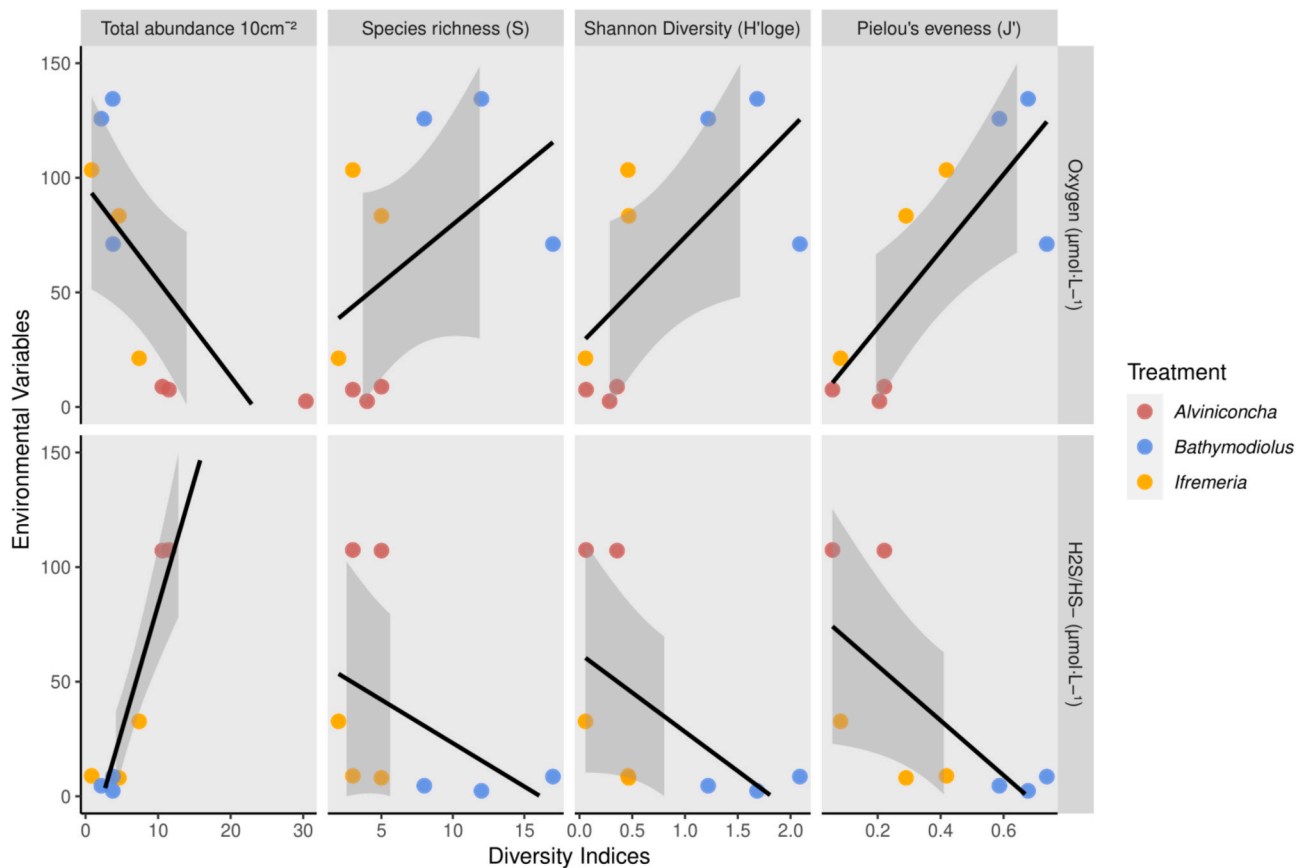 Total abundance 10cm⁻²
Species richness (S)
Shannon Diversity (H'loge)
Pielou's eveness (J')
150
100
50
0
Oxygen (µmol·L–¹)
Environmental Variables
150
100
50
0
H2S/HS– (µmol·L–¹)
0 10 20 30
5 10 15
0.0 0.5 1.0 1.5 2.0
0.2 0.4 0.6
Diversity Indices
Treatment
Alviniconcha
Bathymodiolus
Ifremeria